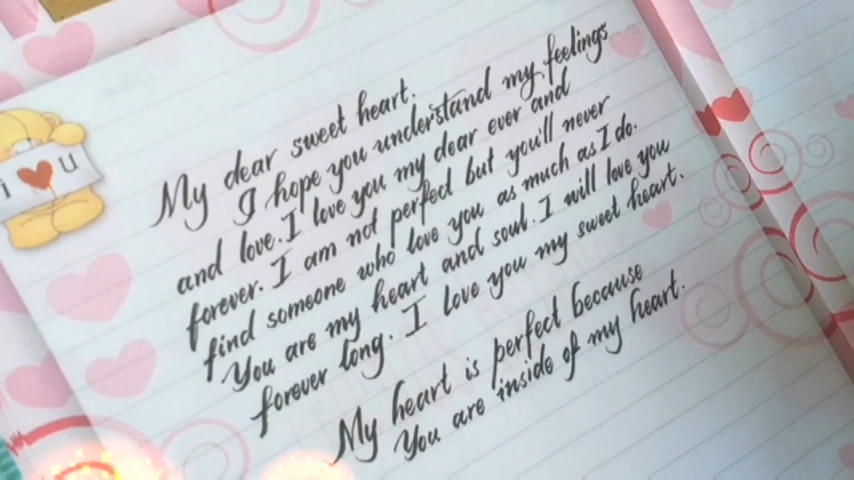 My dear sweet heart.
I hope you understand my feelings
and love. I love you my dear ever and
forever. I am not perfect but you'll never
find someone who love you as much as I do.
You are my heart and soul. I will love you
forever long. I love you my sweet heart.
My heart is perfect because
You are inside of my heart.
i u